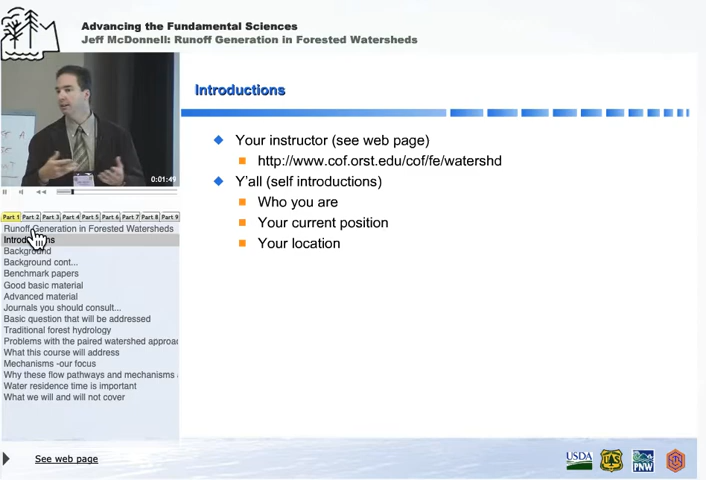 Advancing the Fundamental Sciences
Jeff McDonnell: Runoff Generation in Forested Watersheds
0:01:49
Part 1 Part 2 Part 3 Part 4 Part 5 Part 6 Part 7 Part 8 Part 9
Runoff Generation in Forested Watersheds
Introductions
Background
Background cont...
Benchmark papers
Good basic material
Advanced material
Journals you should consult...
Basic question that will be addressed
Traditional forest hydrology
Problems with the paired watershed approac
What this course will address
Mechanisms -our focus
Why these flow pathways and mechanisms
Water residence time is important
What we will and will not cover
Introductions
Your instructor (see web page)
http://www.cof.orst.edu/cof/fe/watershd
Y'all (self introductions)
Who you are
Your current position
Your location
See web page
USDA
PNW